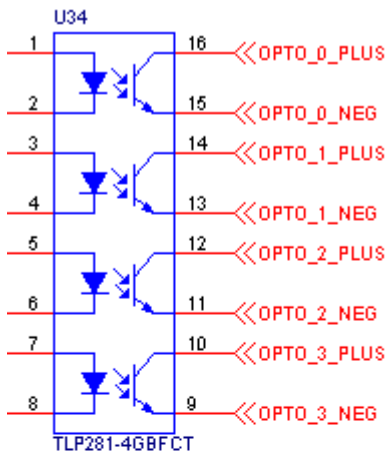 U34
1 16 OPTO_0_PLUS
2 15 OPTO_0_NEG
3 14 OPTO_1_PLUS
4 13 OPTO_1_NEG
5 12 OPTO_2_PLUS
6 11 OPTO_2_NEG
7 10 OPTO_3_PLUS
8 9 OPTO_3_NEG
TLP281-4GBFCT